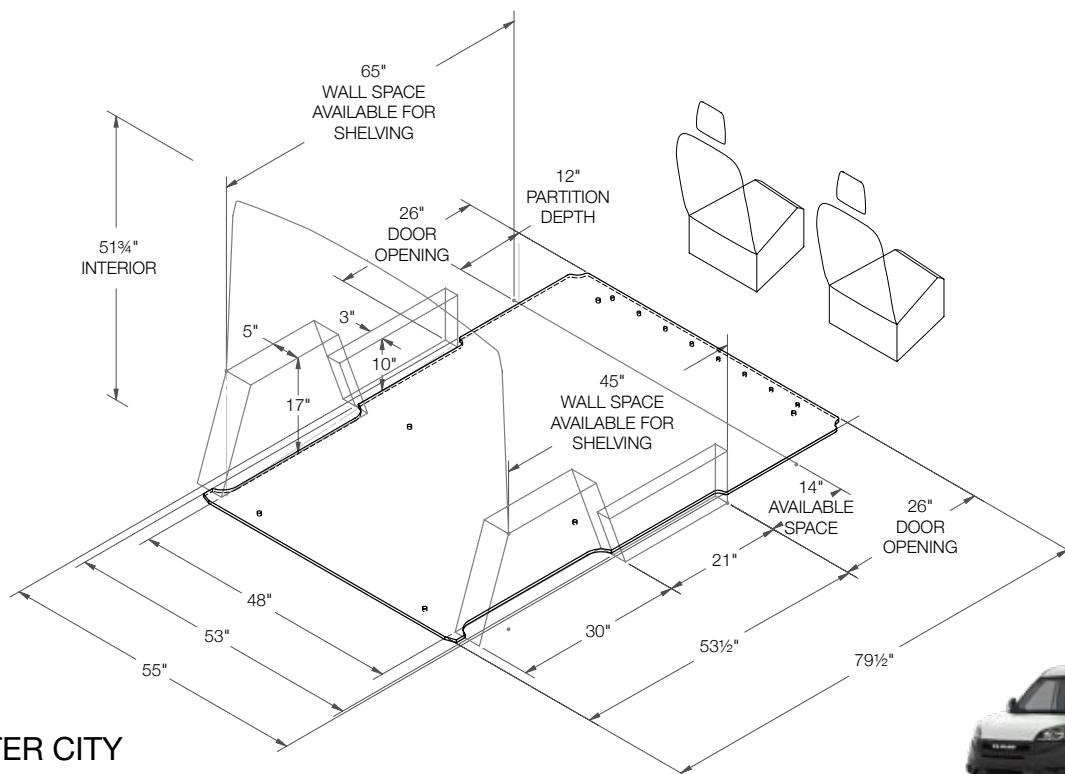 65"
WALL SPACE
AVAILABLE FOR
SHELVING
12"
PARTITION
DEPTH
26"
DOOR
OPENING
51¾"
INTERIOR
5"
3"
10"
17"
45"
WALL SPACE
AVAILABLE FOR
SHELVING
14"
AVAILABLE
SPACE
26"
DOOR
OPENING
21"
48"
30"
53"
53½"
79½"
55"
TER CITY